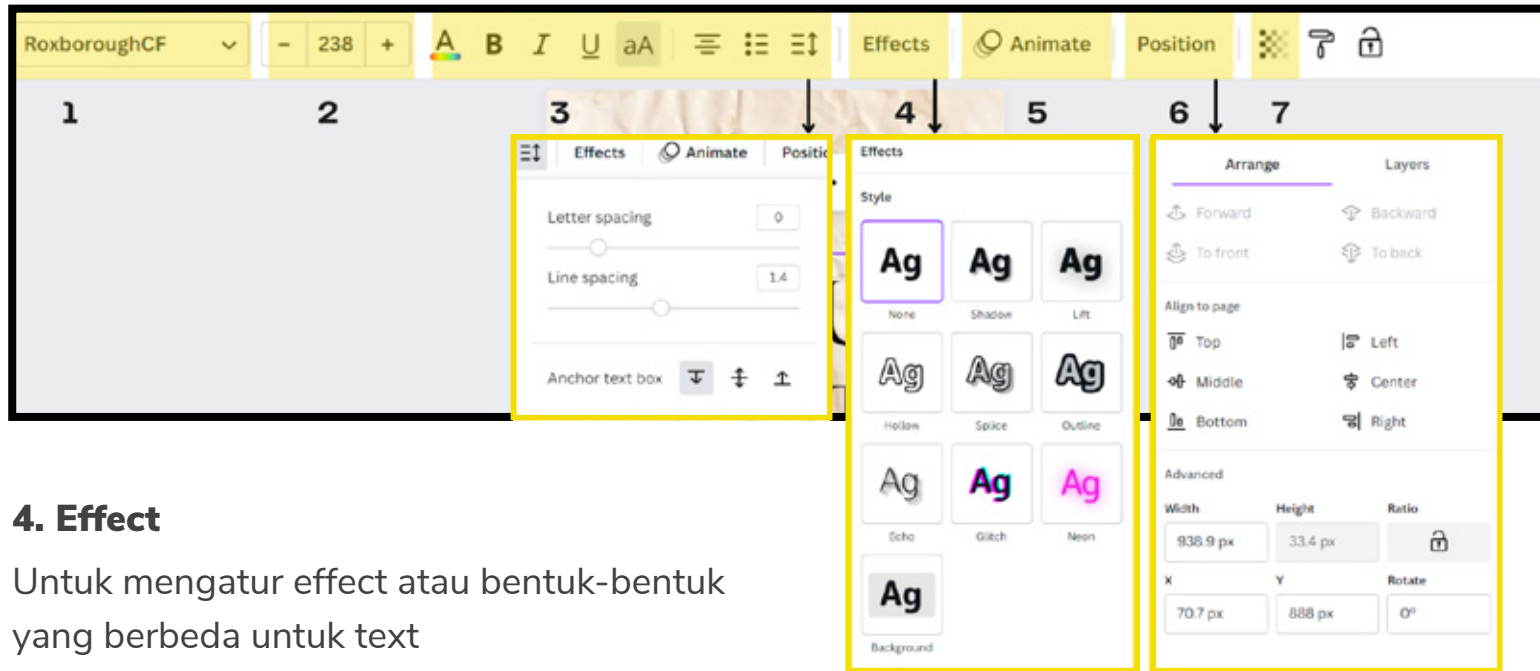 RoxboroughCF - 238 + A B I U aA Effects Animate Position
1 2 3 4 5 6 7
Effects Animate Positio
Letter spacing 0
Line spacing 1.4
Anchor text box
Effects
Style
Ag Ag Ag
None Shadow Lift
Ag Ag Ag
Hollow Splice Outline
Ag Ag Ag
Echo Glitch Neon
Ag
Background
Arrange Layers
Forward Backward
To front To back
Align to page
Top Left
Middle Center
Bottom Right
Advanced
Width Height Ratio
938.9 px 33.4 px
X Y Rotate
70.7 px 888 px 0°
4. Effect
Untuk mengatur effect atau bentuk-bentuk
yang berbeda untuk text